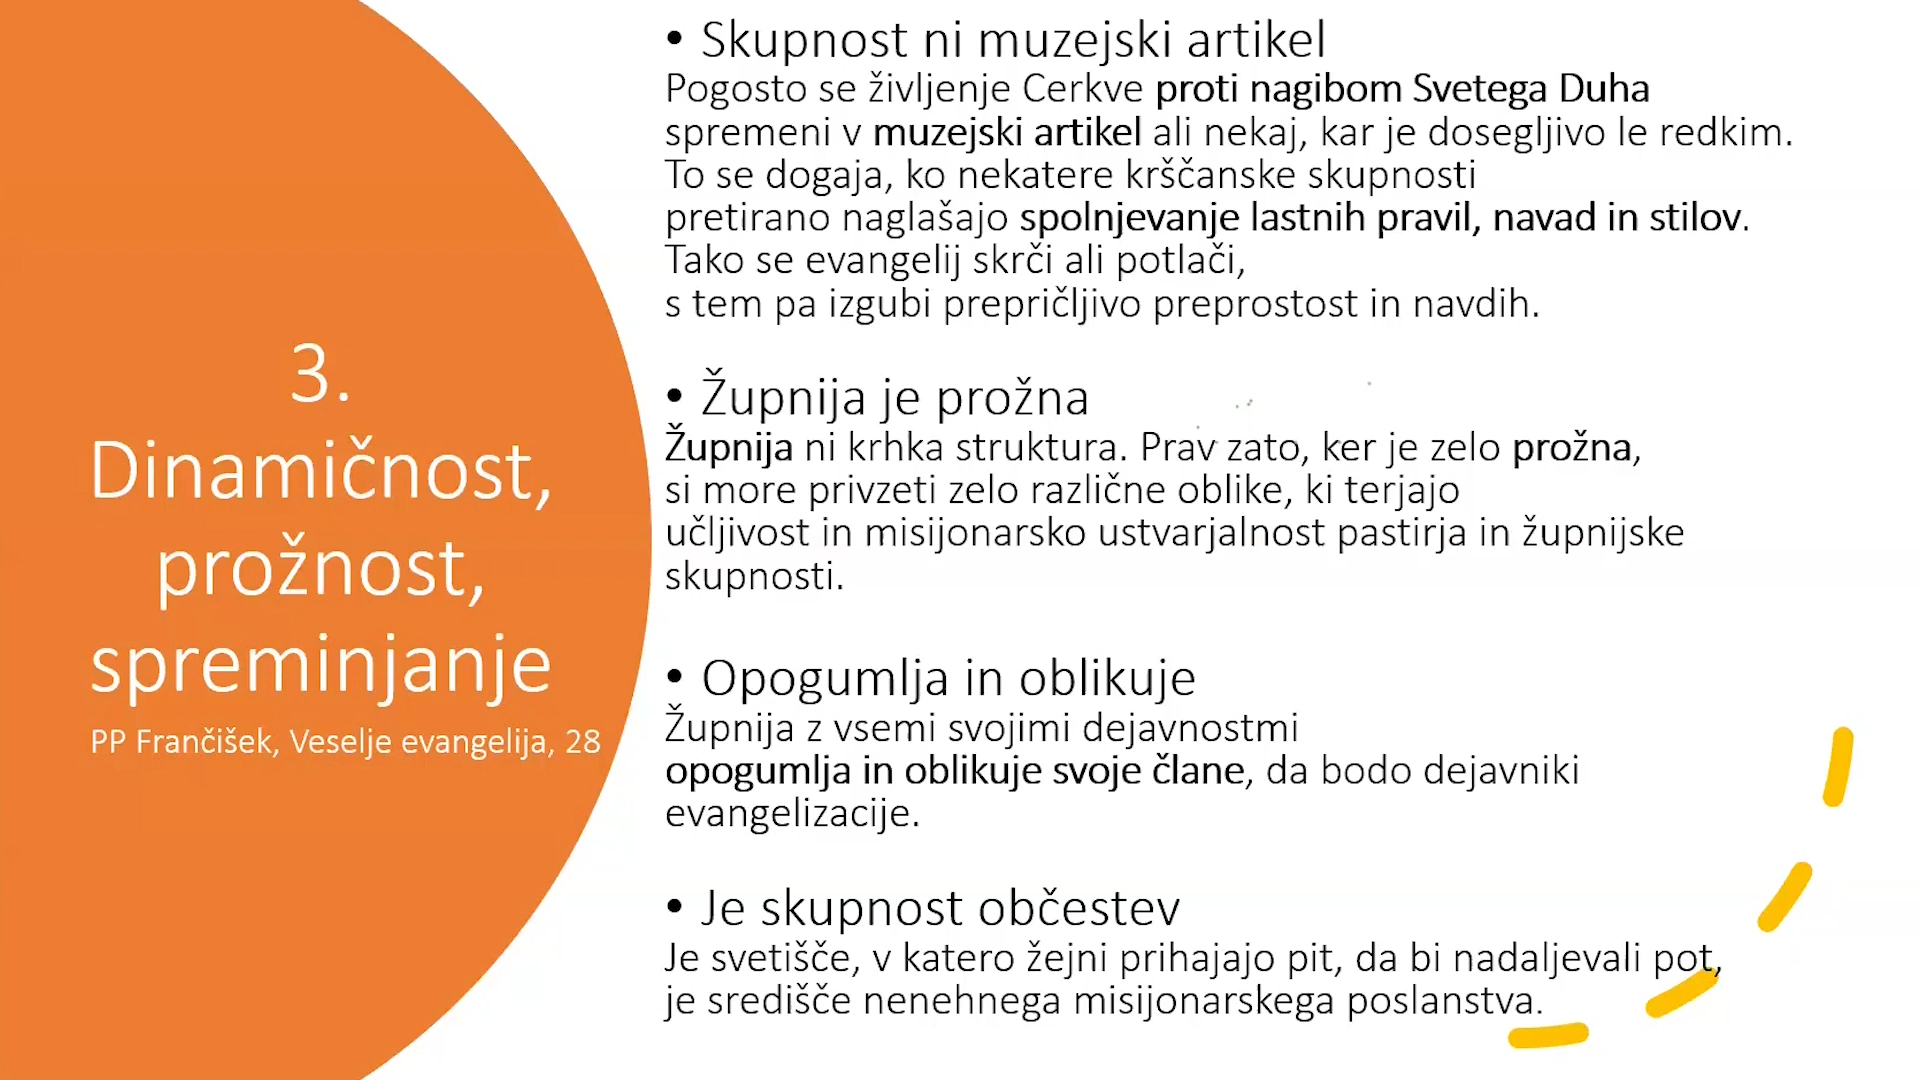 3.
Dinamičnost,
prožnost,
spreminjanje
PP Frančišek, Veselje evangelija, 28
• Skupnost ni muzejski artikel
Pogosto se življenje Cerkve proti nagibom Svetega Duha
spremeni v muzejski artikel ali nekaj, kar je dosegljivo le redkim.
To se dogaja, ko nekatere krščanske skupnosti
pretirano naglašajo spolnjevanje lastnih pravil, navad in stilov.
Tako se evangelij skrči ali potlači,
s tem pa izgubi prepričljivo preprostost in navdih.
• Župnija je prožna
Župnija ni krhka struktura. Prav zato, ker je zelo prožna,
si more privzeti zelo različne oblike, ki terjajo
učljivost in misijonarsko ustvarjalnost pastirja in župnijske
skupnosti.
• Opogumlja in oblikuje
Župnija z vsemi svojimi dejavnostmi
opogumlja in oblikuje svoje člane, da bodo dejavniki
evangelizacije.
• Je skupnost občestev
Je svetišče, v katero žejni prihajajo pit, da bi nadaljevali pot,
je središče nenehnega misijonarskega poslanstva.